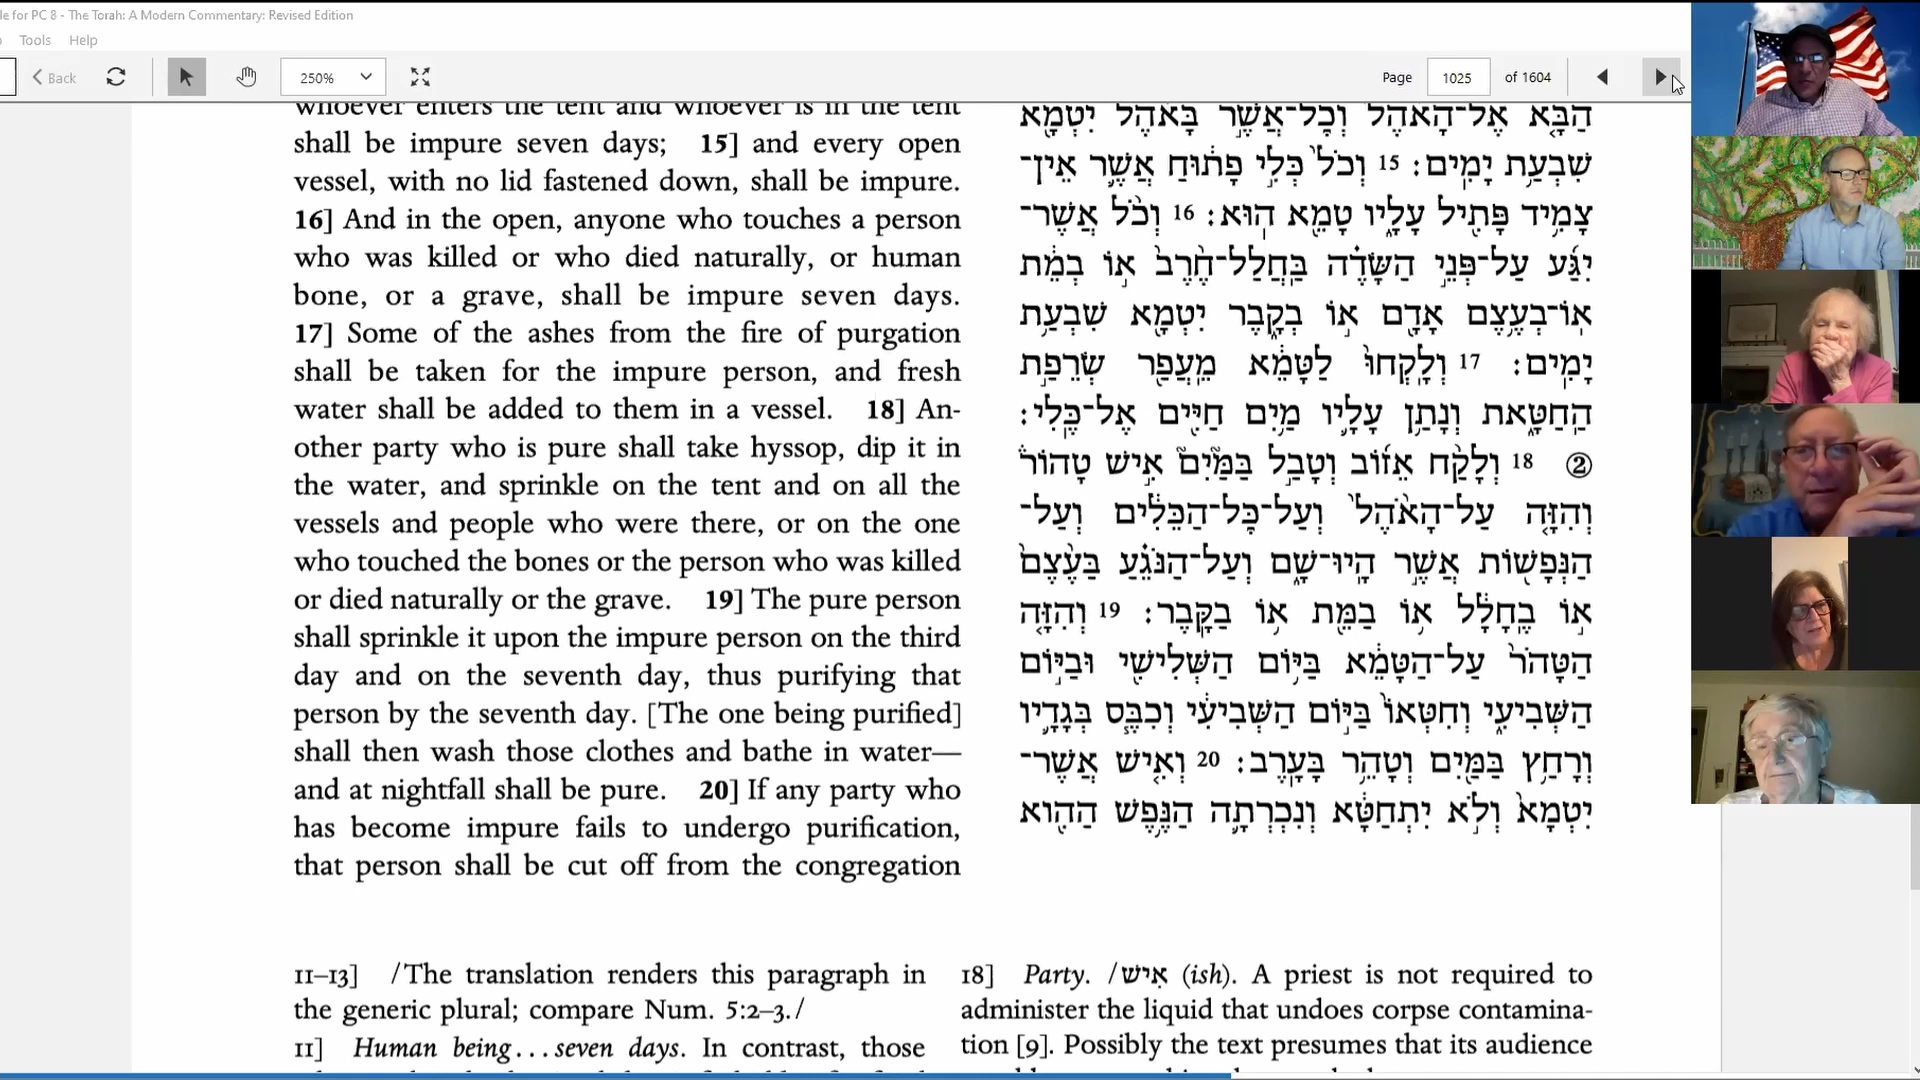 le for PC 8 - The Torah: A Modern Commentary: Revised Edition
Tools Help
Back 250% Page 1025 of 1604
whoever enters the tent and whoever is in the tent
shall be impure seven days; 15] and every open
vessel, with no lid fastened down, shall be impure.
16] And in the open, anyone who touches a person
who was killed or who died naturally, or human
bone, or a grave, shall be impure seven days.
17] Some of the ashes from the fire of purgation
shall be taken for the impure person, and fresh
water shall be added to them in a vessel. 18] An-
other party who is pure shall take hyssop, dip it in
the water, and sprinkle on the tent and on all the
vessels and people who were there, or on the one
who touched the bones or the person who was killed
or died naturally or the grave. 19] The pure person
shall sprinkle it upon the impure person on the third
day and on the seventh day, thus purifying that
person by the seventh day. [The one being purified]
shall then wash those clothes and bathe in water—
and at nightfall shall be pure. 20] If any party who
has become impure fails to undergo purification,
that person shall be cut off from the congregation
הַבָּ֤א אֶל־הָאֹ֙הֶל֙ וְכׇל־אֲשֶׁ֣ר בָּאֹ֔הֶל יִטְמָ֖א
שִׁבְעַ֥ת יָמִֽים׃ 15 וְכֹל֙ כְּלִ֣י פָת֔וּחַ אֲשֶׁ֛ר אֵין־
צָמִ֥יד פָּתִ֖יל עָלָ֑יו טָמֵ֖א הֽוּא׃ 16 וְכֹ֨ל אֲשֶׁר־
יִגַּ֜ע עַל־פְּנֵ֣י הַשָּׂדֶ֗ה בַּֽחֲלַל־חֶ֙רֶב֙ א֣וֹ בְמֵ֔ת
אֽוֹ־בְעֶ֥צֶם אָדָ֖ם א֣וֹ בְקָ֑בֶר יִטְמָ֖א שִׁבְעַ֥ת
יָמִֽים׃ 17 וְלָֽקְחוּ֙ לַטָּמֵ֔א מֵֽעֲפַ֖ר שְׂרֵפַ֣ת
הַֽחַטָּ֑את וְנָתַ֥ן עָלָ֛יו מַ֥יִם חַיִּ֖ים אֶל־כֶּֽלִי׃
② 18 וְלָקַ֨ח אֵז֜וֹב וְטָבַ֣ל בַּמַּ֘יִם֮ אִ֣ישׁ טָהוֹר֒
וְהִזָּ֤ה עַל־הָאֹ֙הֶל֙ וְעַל־כׇּל־הַכֵּלִ֔ים וְעַל־
הַנְּפָשׁ֖וֹת אֲשֶׁ֣ר הָֽיוּ־שָׁ֑ם וְעַל־הַנֹּגֵ֗עַ בַּעֶ֙צֶם֙
א֣וֹ בֶֽחָלָ֔ל א֥וֹ בַמֵּ֖ת א֥וֹ בַקָּֽבֶר׃ 19 וְהִזָּ֤ה
הַטָּהֹר֙ עַל־הַטָּמֵ֔א בַּיּ֥וֹם הַשְּׁלִישִׁ֖י וּבַיּ֣וֹם
הַשְּׁבִיעִ֑י וְחִטְּאוֹ֙ בַּיּ֣וֹם הַשְּׁבִיעִ֔י וְכִבֶּ֧ס בְּגָדָ֛יו
וְרָחַ֥ץ בַּמַּ֖יִם וְטָהֵ֥ר בָּעָֽרֶב׃ 20 וְאִ֤ישׁ אֲשֶׁר־
יִטְמָא֙ וְלֹ֣א יִתְחַטָּ֔א וְנִכְרְתָ֛ה הַנֶּ֥פֶשׁ הַהִ֖וא
11–13] /The translation renders this paragraph in
the generic plural; compare Num. 5:2–3./
11] Human being...seven days. In contrast, those
18] Party. /אִישׁ (ish). A priest is not required to
administer the liquid that undoes corpse contamina-
tion [9]. Possibly the text presumes that its audience